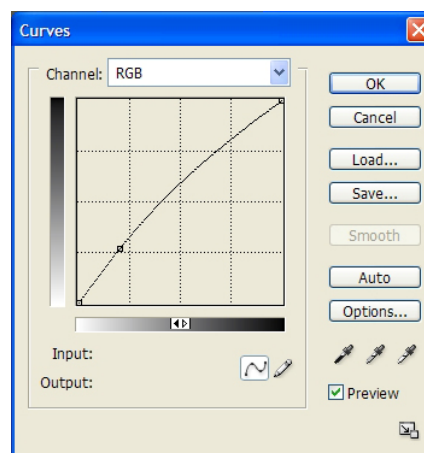 Curves
Channel: RGB
OK
Cancel
Load...
Save...
Smooth
Auto
Options...
Input:
Output:
Preview